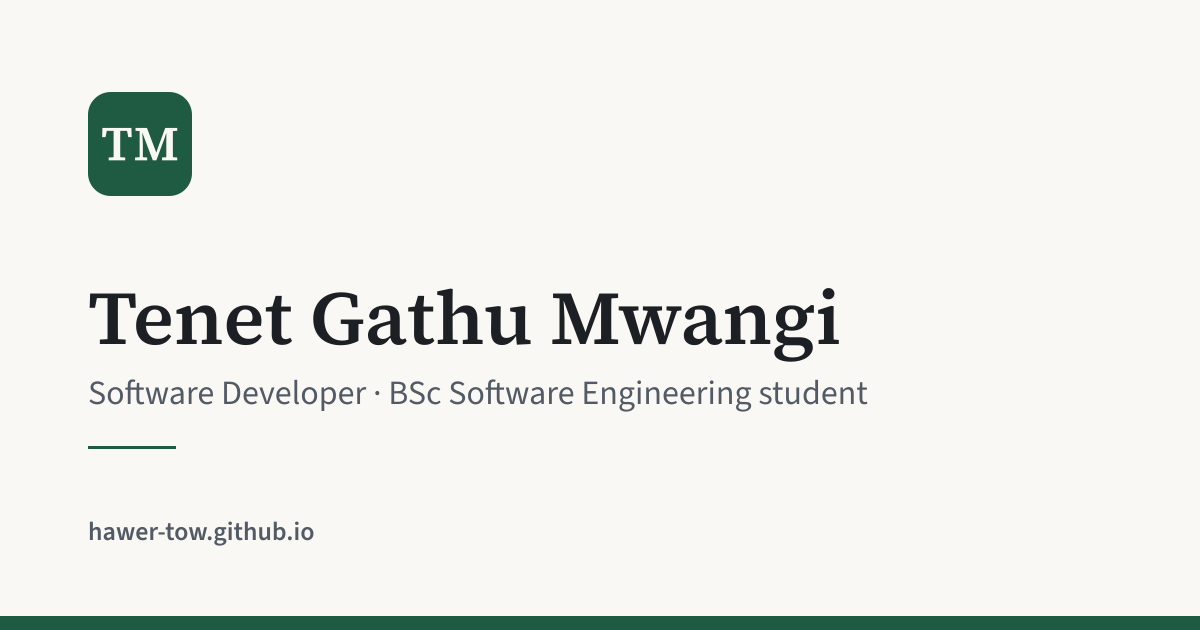 TM
Tenet Gathu Mwangi
Software Developer · BSc Software Engineering student
hawer-tow.github.io